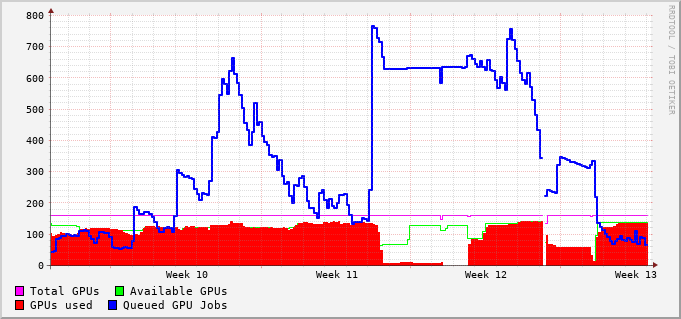 800
700
600
500
400
300
200
100
0
Week 10 Week 11 Week 12 Week 13
Total GPUs Available GPUs
GPUs used Queued GPU Jobs
RRDTOOL / TOBI OETIKER